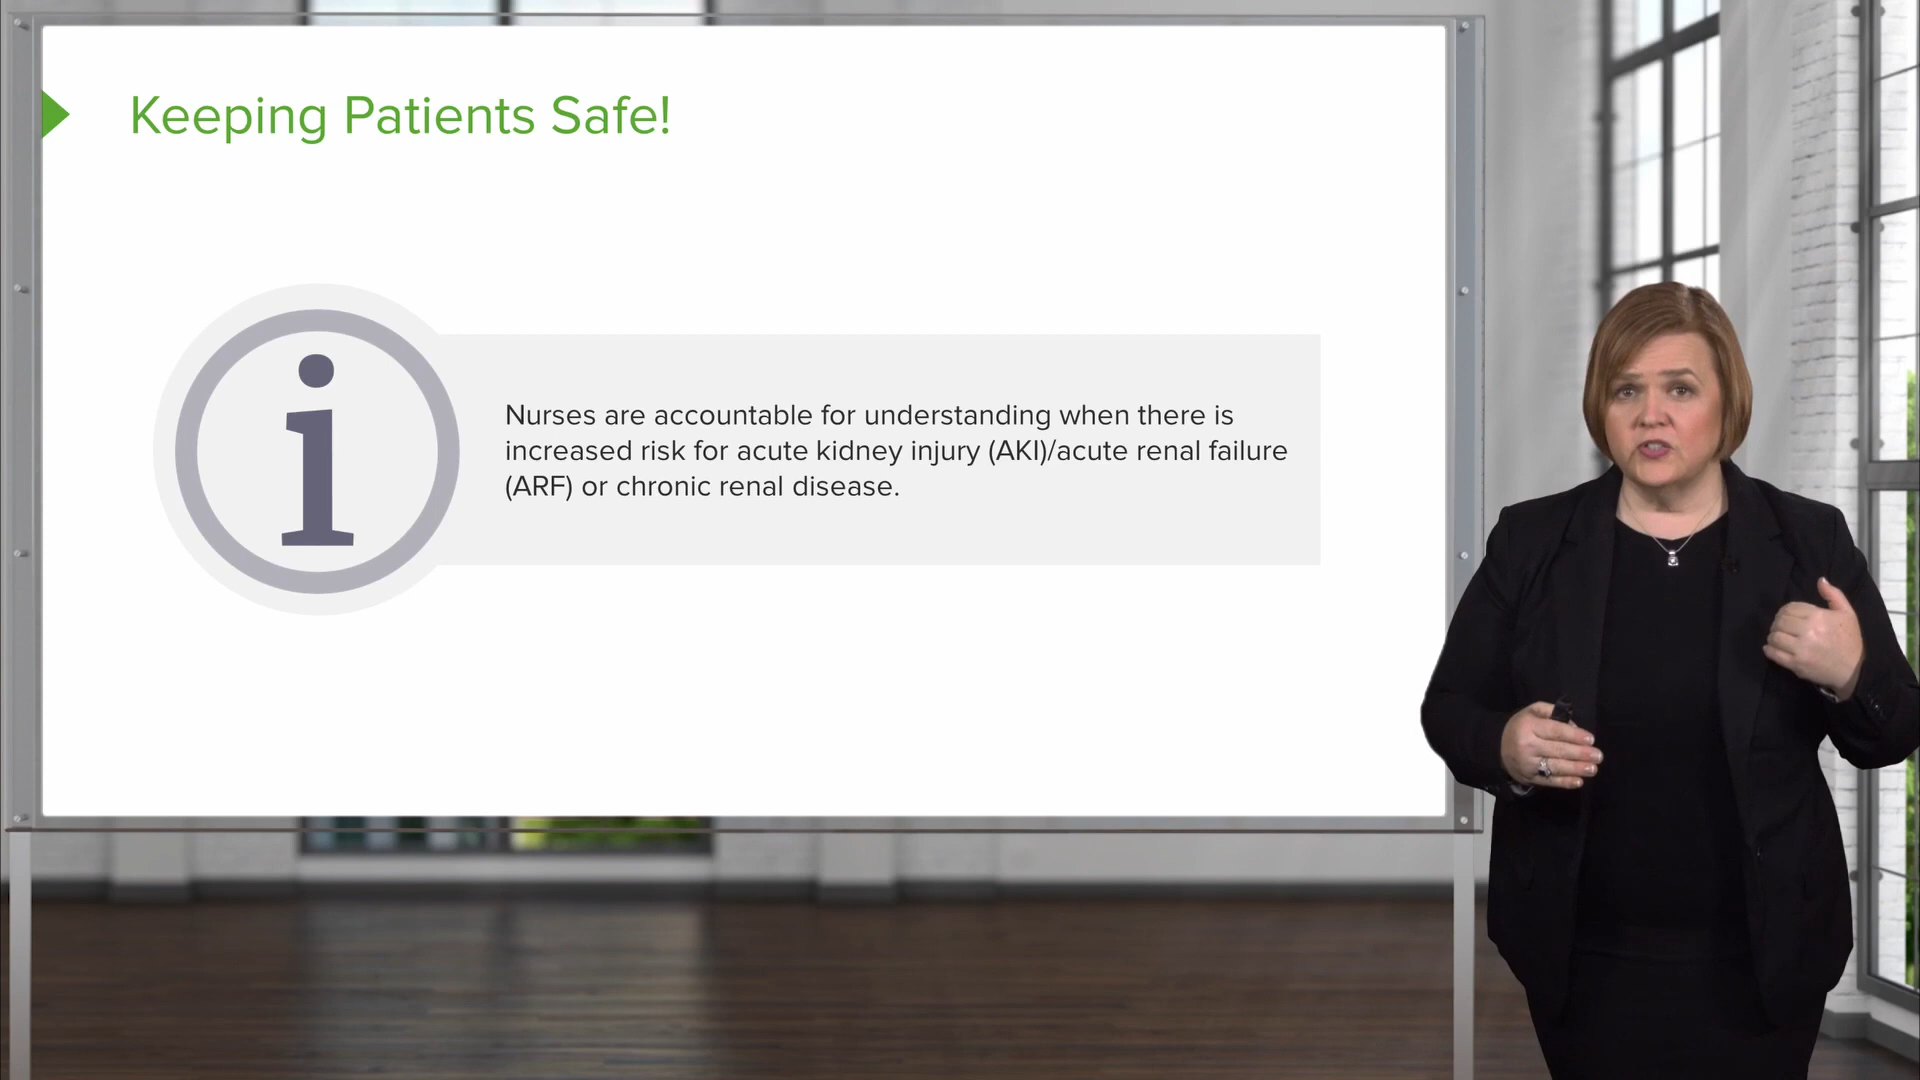 Keeping Patients Safe!
Nurses are accountable for understanding when there is
increased risk for acute kidney injury (AKI)/acute renal failure
(ARF) or chronic renal disease.